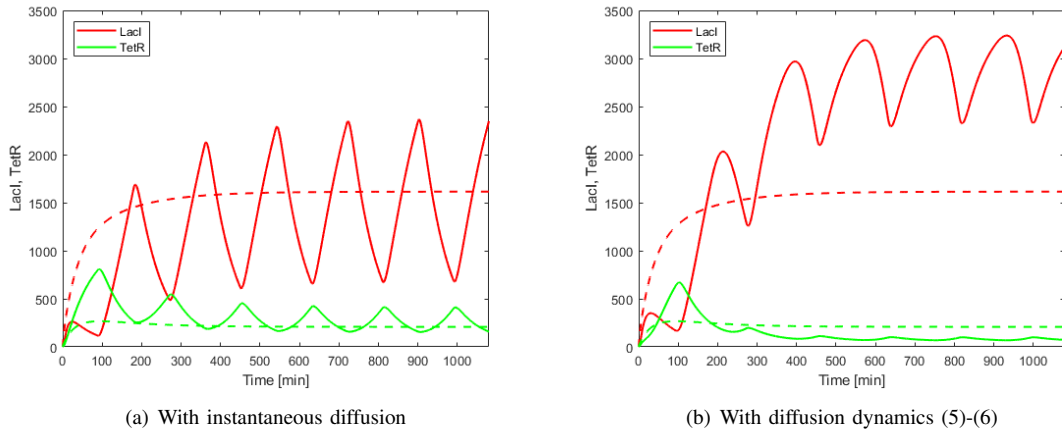 LacI
TetR
3500
3000
2500
2000
1500
1000
500
0
LacI, TetR
0 100 200 300 400 500 600 700 800 900 1000
Time [min]
(a) With instantaneous diffusion
LacI
TetR
3500
3000
2500
2000
1500
1000
500
0
LacI, TetR
0 100 200 300 400 500 600 700 800 900 1000
Time [min]
(b) With diffusion dynamics (5)-(6)